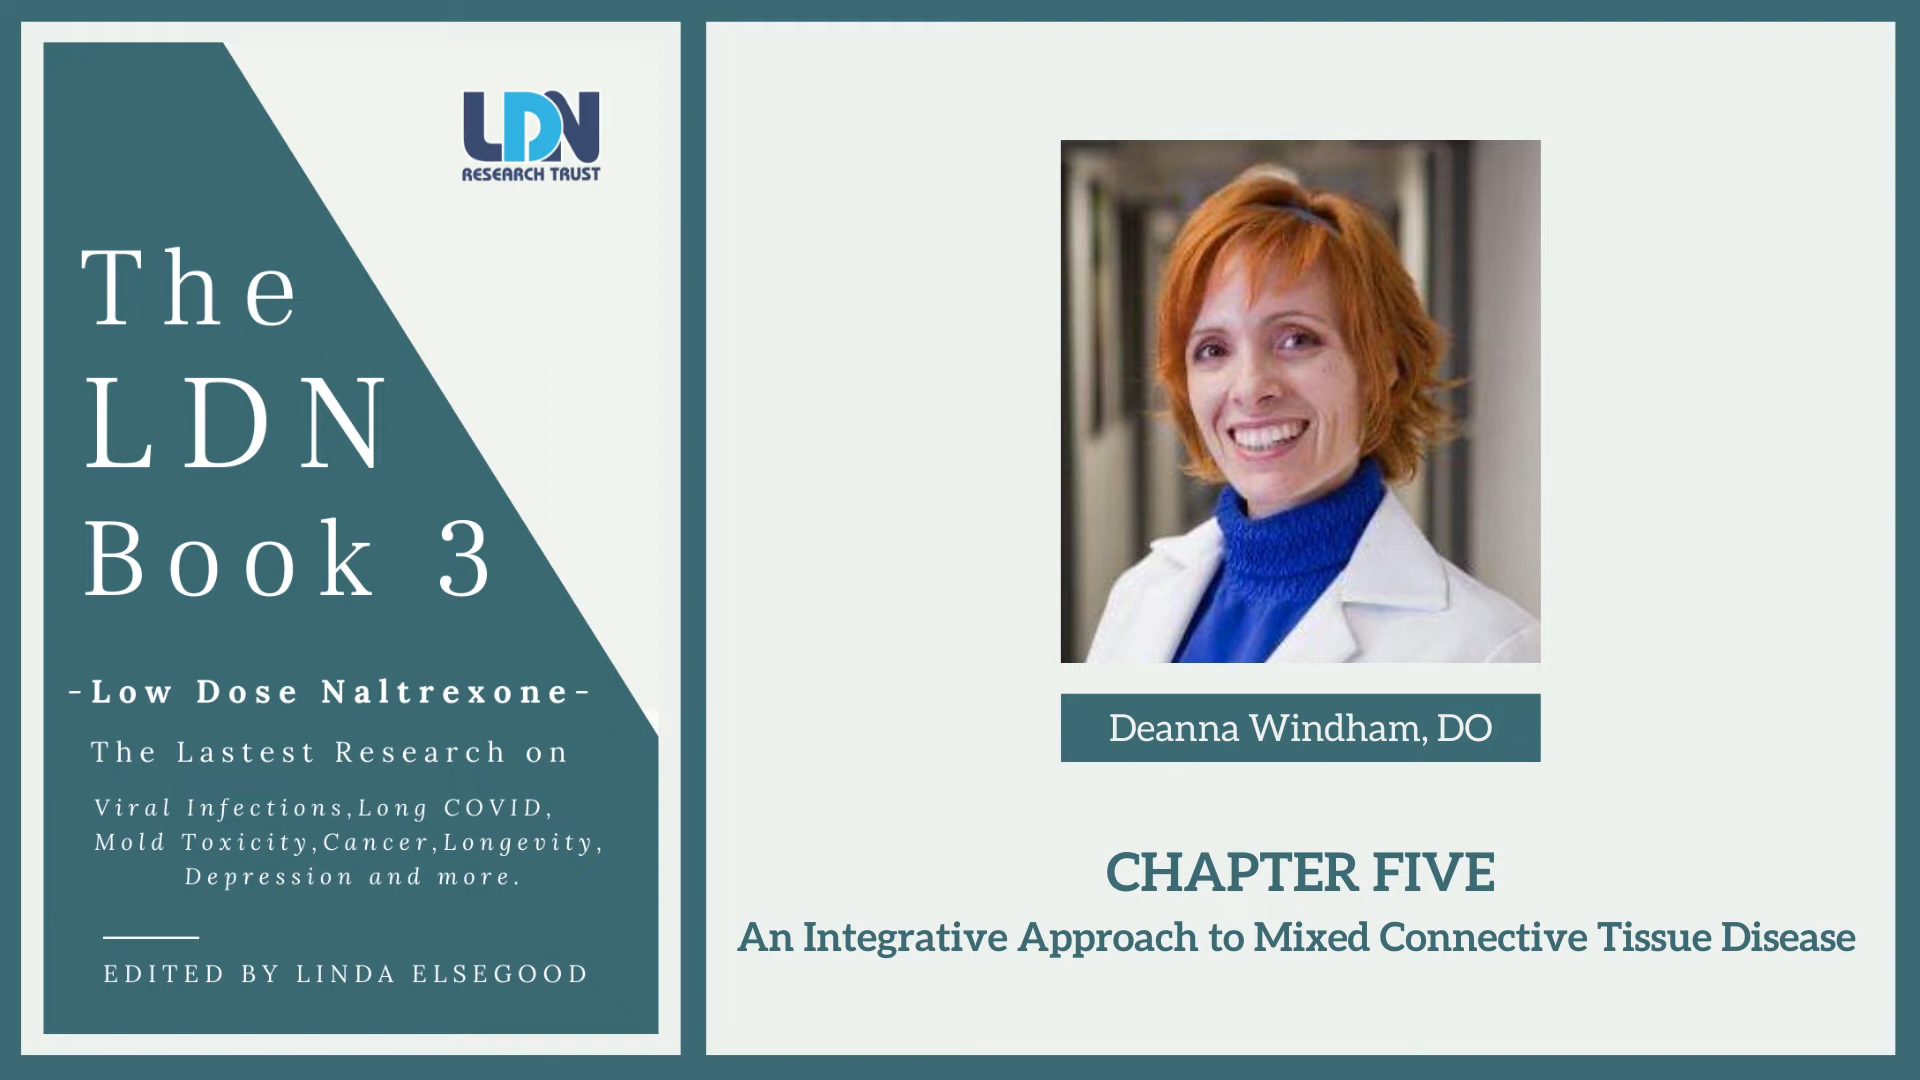 LDN
RESEARCH TRUST
The
LDN
Book 3
-Low Dose Naltrexone-
The Lastest Research on
Viral Infections,Long COVID,
Mold Toxicity,Cancer,Longevity,
Depression and more.
EDITED BY LINDA ELSEGOOD
Deanna Windham, DO
CHAPTER FIVE
An Integrative Approach to Mixed Connective Tissue Disease